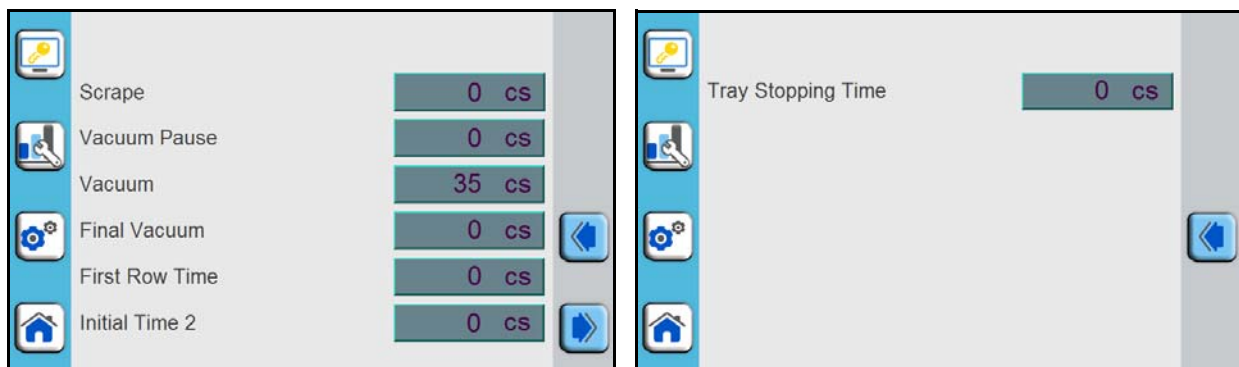 Scrape 0 cs
Vacuum Pause 0 cs
Vacuum 35 cs
Final Vacuum 0 cs
First Row Time 0 cs
Initial Time 2 0 cs
Tray Stopping Time 0 cs